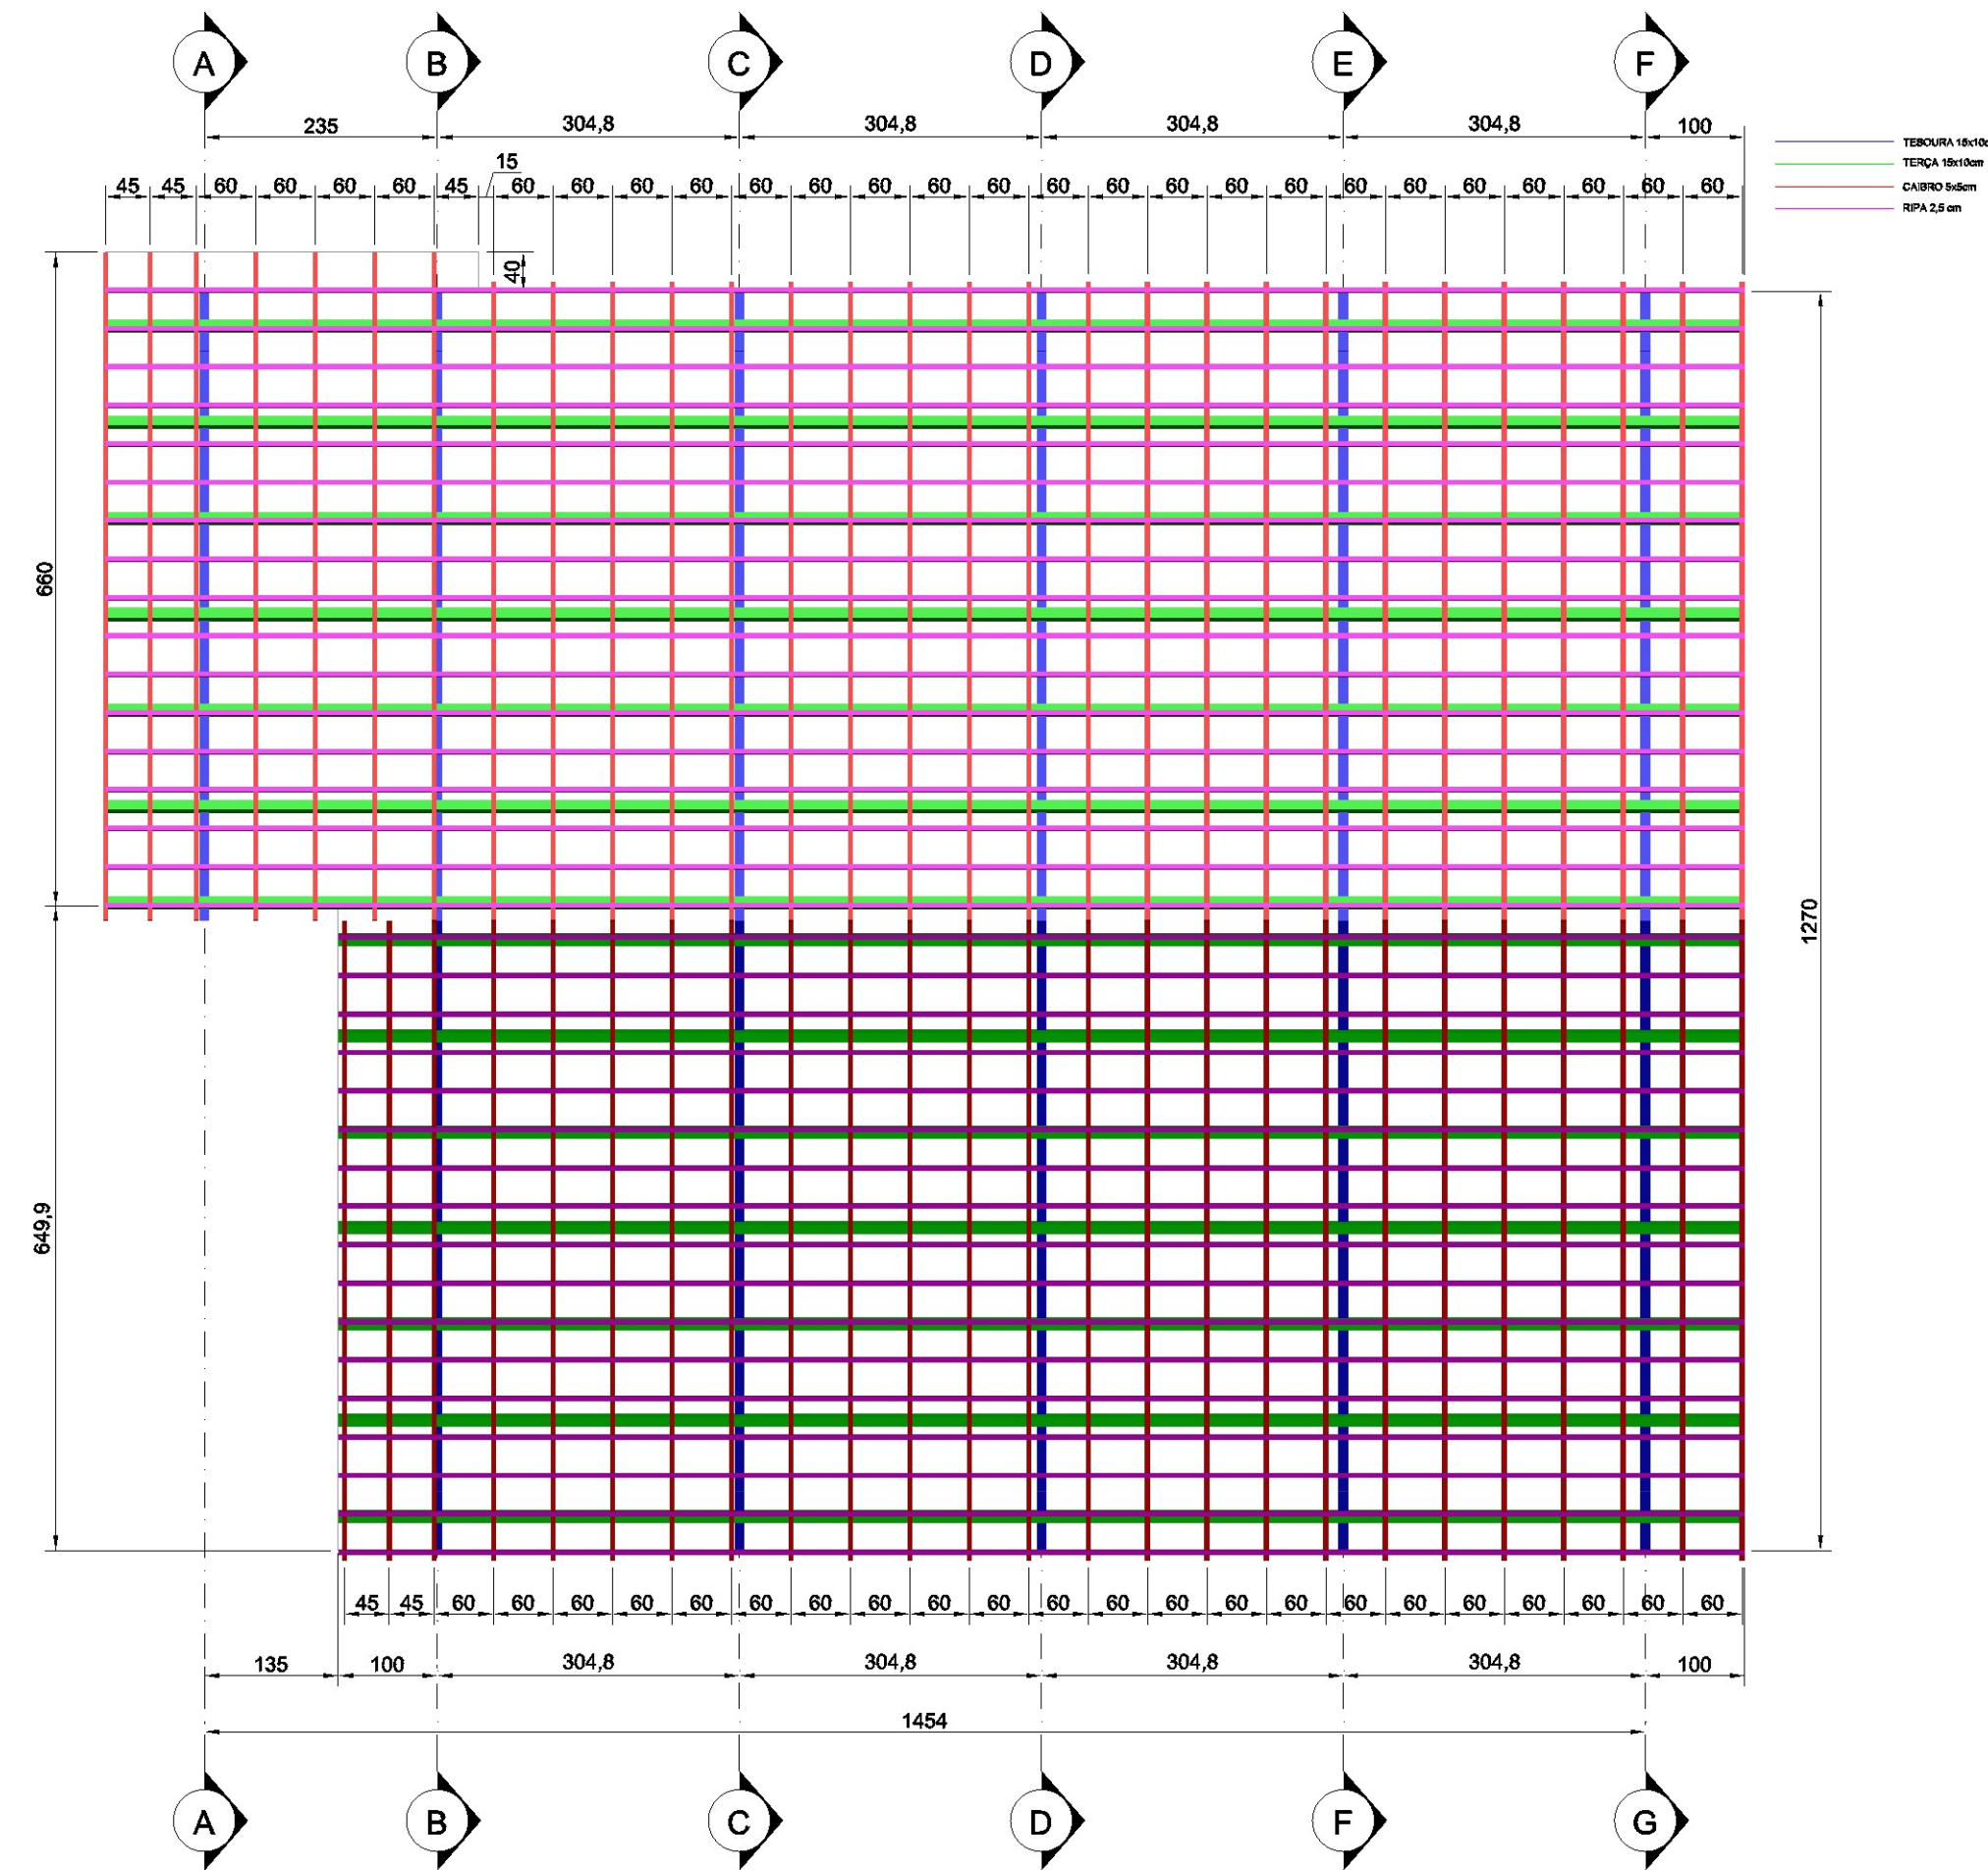 A B C D E F
235 304,8 304,8 304,8 304,8 100
TESOURA 15x10c
15
TERÇA 15x10cm
45 45 60 60 60 60 45 60 60 60 60 60 60 60 60 60 60 60 60 60 60 60 60 60 60 60 60 60
CAIBRO 5x5cm
RIPA 2,5 cm
40
660
1270
649,9
45 45 60 60 60 60 60 60 60 60 60 60 60 60 60 60 60 60 60 60 60 60 60 60
135 100 304,8 304,8 304,8 304,8 100
1454
A B C D F G